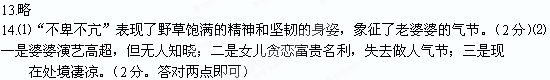 13.略
14.⑴“不卑不亢”表现了野草饱满的精神和坚韧的身姿，象征了老婆婆的气节。（2分）⑵
一是婆婆演艺高超，但无人知晓；二是女儿贪恋富贵名利，失去做人气节；三是现
在处境凄凉。（2分。答对两点即可）